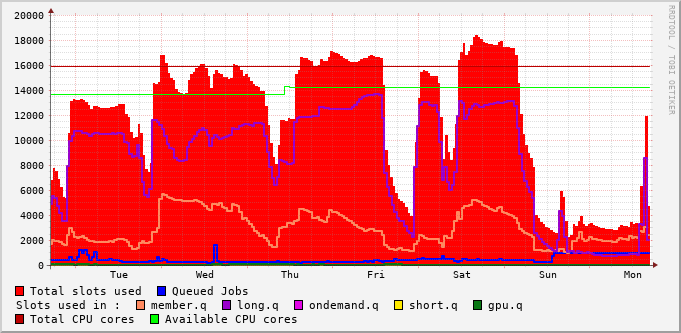 20000
18000
16000
14000
12000
10000
8000
6000
4000
2000
0
Tue Wed Thu Fri Sat Sun Mon
RRDTOOL / TOBI OETIKER
Total slots used Queued Jobs
Slots used in : member.q long.q ondemand.q short.q gpu.q
Total CPU cores Available CPU cores